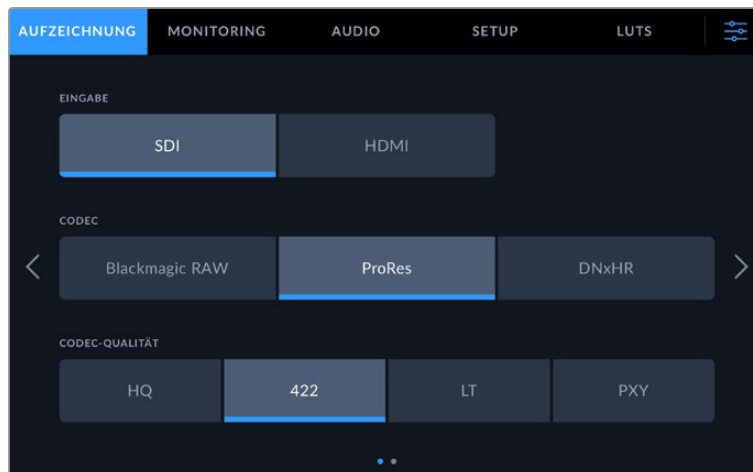 AUFZEICHNUNG MONITORING AUDIO SETUP LUTS
EINGABE
SDI HDMI
CODEC
Blackmagic RAW ProRes DNxHR
CODEC-QUALITÄT
HQ 422 LT PXY